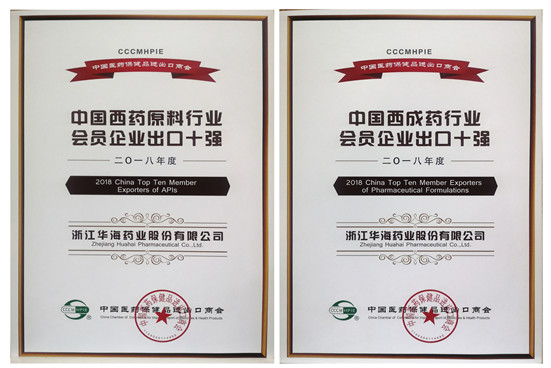 CCCMHPIE
中国医药保健品进出口商会
中国西药原料行业
会员企业出口十强
二〇一八年度
2018 China Top Ten Member
Exporters of APIs
浙江华海药业股份有限公司
Zhejiang Huahai Pharmaceutical Co.,Ltd.
CCCMHPIE
中国医药保健品进出口商会
CCCMHPIE
中国医药保健品进出口商会
中国西成药行业
会员企业出口十强
二〇一八年度
2018 China Top Ten Member Exporters
of Pharmaceutical Formulations
浙江华海药业股份有限公司
Zhejiang Huahai Pharmaceutical Co.,Ltd.
CCCMHPIE
中国医药保健品进出口商会